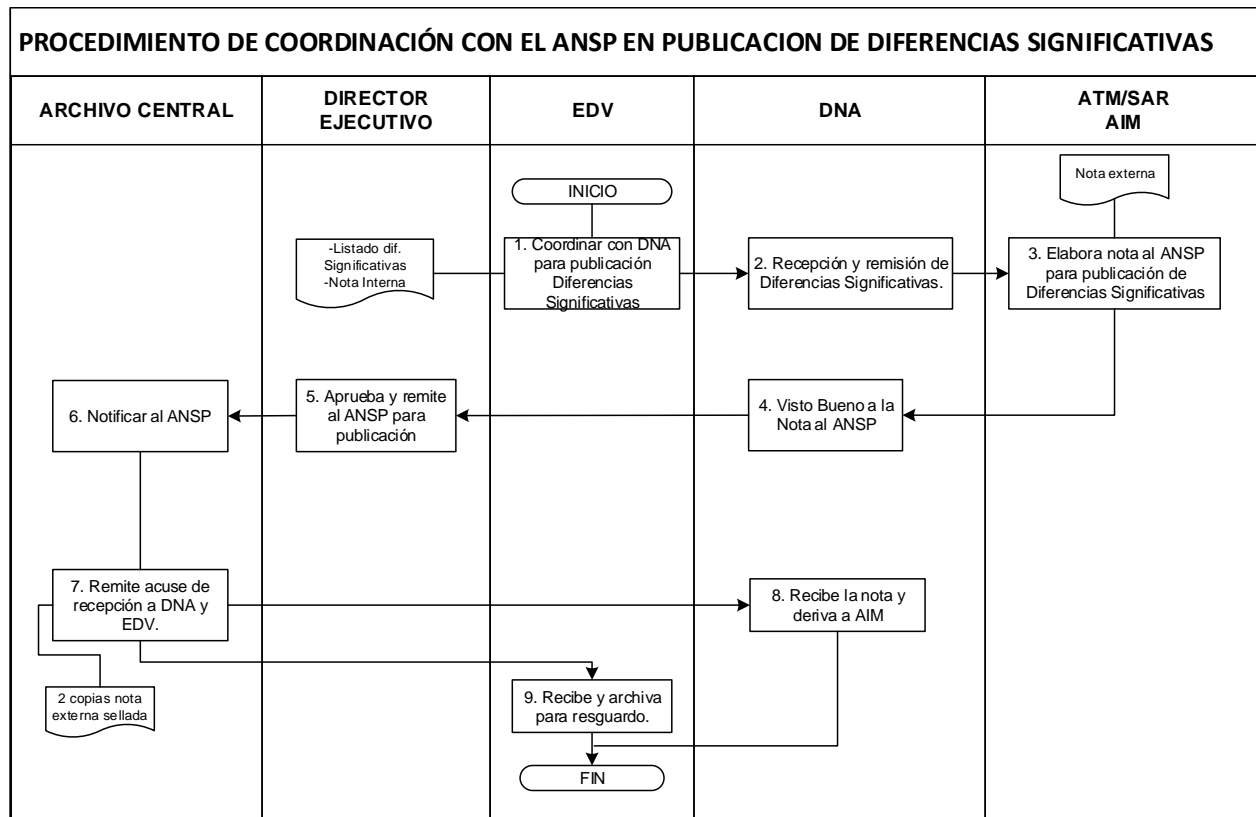 PROCEDIMIENTO DE COORDINACIÓN CON EL ANSP EN PUBLICACION DE DIFERENCIAS SIGNIFICATIVAS
ARCHIVO CENTRAL
DIRECTOR
EJECUTIVO
EDV
DNA
ATM/SAR
AIM
INICIO
Nota externa
-Listado dif.
Significativas
-Nota Interna
1. Coordinar con DNA
para publicación
Diferencias
Significativas
2. Recepción y remisión de
Diferencias Significativas.
3. Elabora nota al ANSP
para publicación de
Diferencias Significativas
6. Notificar al ANSP
5. Aprueba y remite
al ANSP para
publicación
4. Visto Bueno a la
Nota al ANSP
7. Remite acuse de
recepción a DNA y
EDV.
8. Recibe la nota y
deriva a AIM
2 copias nota
externa sellada
9. Recibe y archiva
para resguardo.
FIN